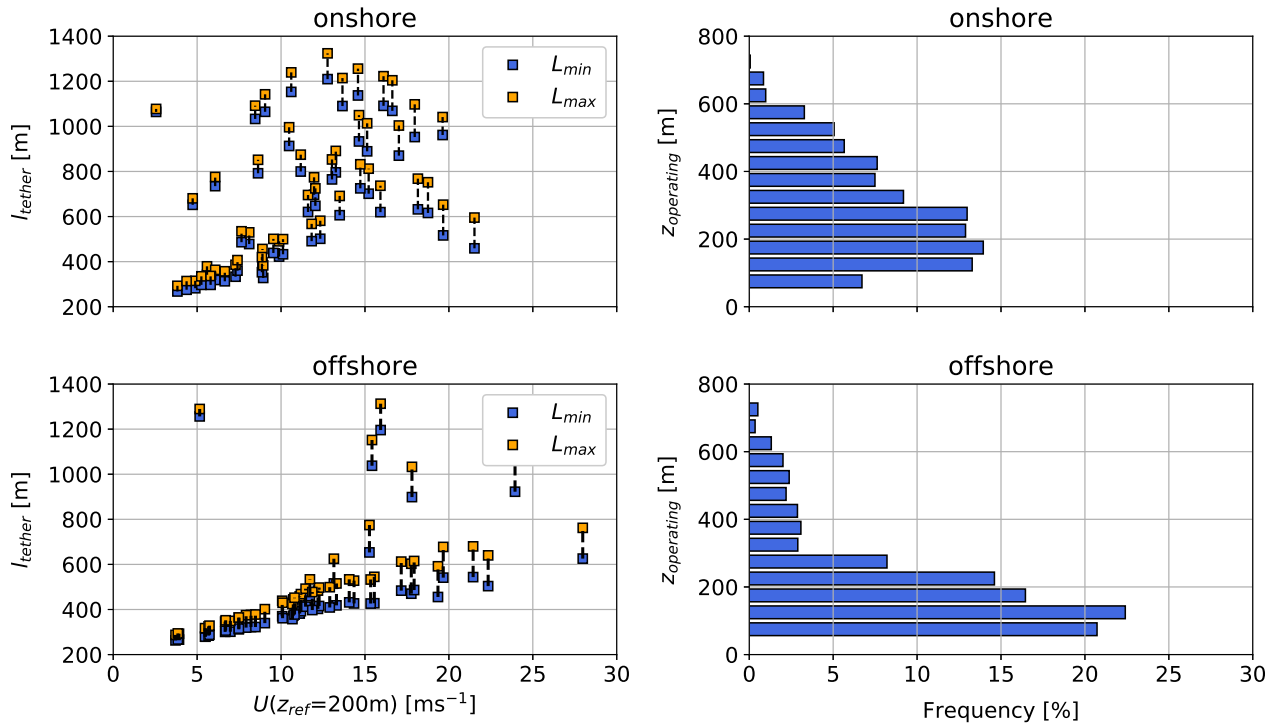 onshore
1400
1200
1000
800
600
400
200
l_tether [m]
L_min
L_max
onshore
800
600
400
200
0
z_operating [m]
offshore
1400
1200
1000
800
600
400
200
l_tether [m]
L_min
L_max
0 5 10 15 20 25 30
U(z_ref=200m) [ms⁻¹]
offshore
800
600
400
200
0
z_operating [m]
0 5 10 15 20 25 30
Frequency [%]